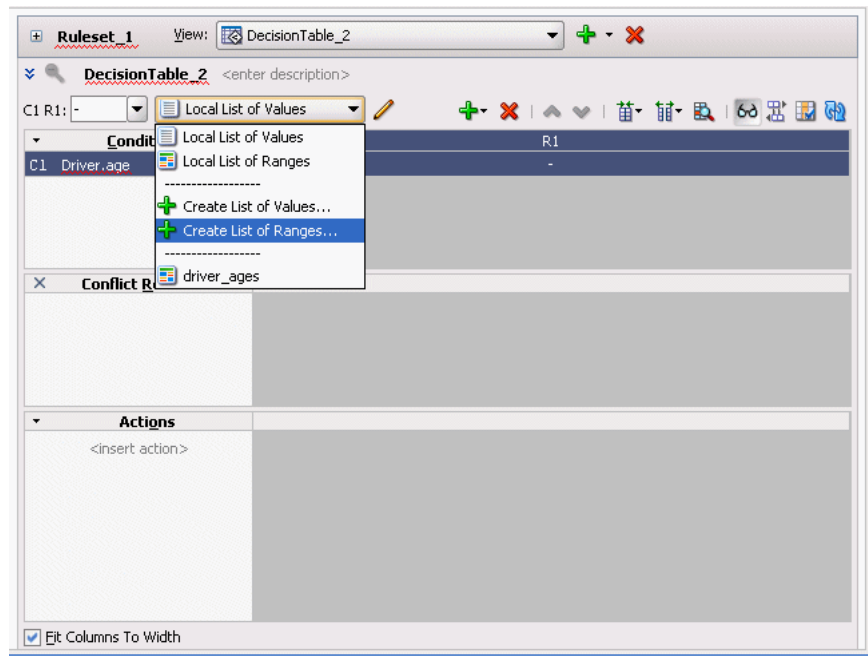 Ruleset_1 View: DecisionTable_2
DecisionTable_2 <enter description>
C1 R1: - Local List of Values
Condit R1
C1 Driver.age -
Local List of Values
Local List of Ranges
------------------
Create List of Values...
Create List of Ranges...
------------------
driver_ages
Conflict R
Actions
<insert action>
Fit Columns To Width